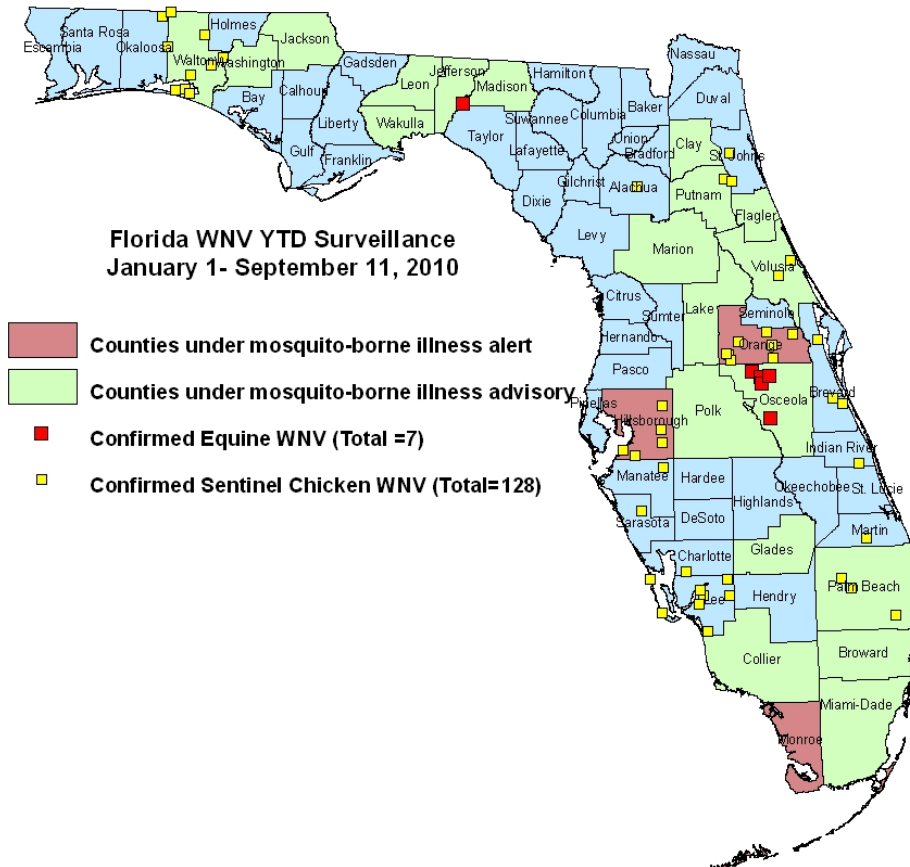 Holmes
Jackson
Santa Rosa
Escambia
Okaloosa
Walton
Washington
Bay
Calhoun
Gadsden
Liberty
Gulf
Franklin
Leon
Wakulla
Jefferson
Madison
Taylor
Hamilton
Suwannee
Columbia
Lafayette
Dixie
Gilchrist
Baker
Union
Bradford
Alachua
Nassau
Duval
Clay
St. Johns
Putnam
Flagler
Levy
Marion
Volusia
Florida WNV YTD Surveillance
January 1- September 11, 2010
Citrus
Sumter
Lake
Hernando
Seminole
Orange
Pasco
Counties under mosquito-borne illness alert
Counties under mosquito-borne illness advisory
Confirmed Equine WNV (Total =7)
Confirmed Sentinel Chicken WNV (Total=128)
Pinellas
Hillsborough
Polk
Osceola
Brevard
Indian River
Manatee
Hardee
Highlands
Okeechobee
St. Lucie
Sarasota
DeSoto
Martin
Charlotte
Glades
Lee
Hendry
Palm Beach
Collier
Broward
Miami-Dade
Monroe